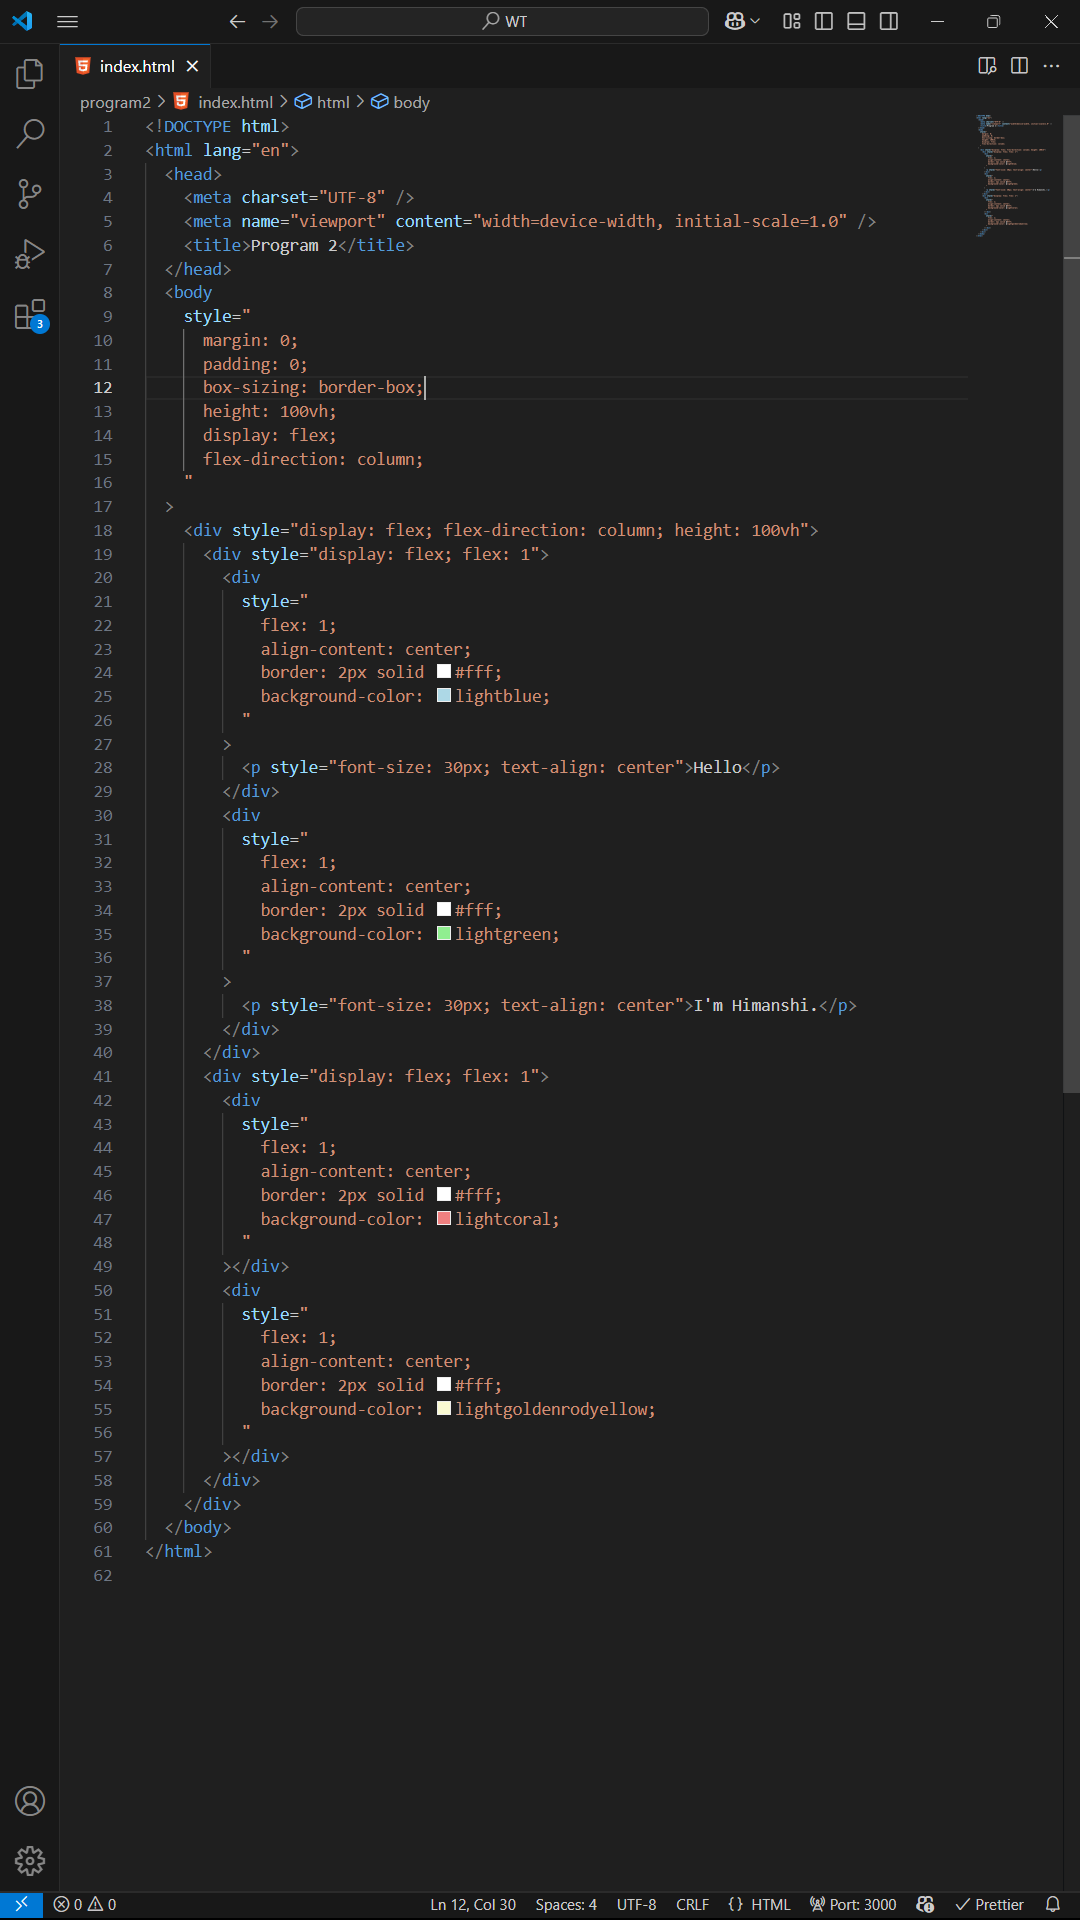 WT
index.html
program2 > index.html > html > body
1 <!DOCTYPE html>
2 <html lang="en">
3 <head>
4 <meta charset="UTF-8" />
5 <meta name="viewport" content="width=device-width, initial-scale=1.0" />
6 <title>Program 2</title>
7 </head>
8 <body
9 style="
10 margin: 0;
11 padding: 0;
12 box-sizing: border-box;
13 height: 100vh;
14 display: flex;
15 flex-direction: column;
16 "
17 >
18 <div style="display: flex; flex-direction: column; height: 100vh">
19 <div style="display: flex; flex: 1">
20 <div
21 style="
22 flex: 1;
23 align-content: center;
24 border: 2px solid #fff;
25 background-color: lightblue;
26 "
27 >
28 <p style="font-size: 30px; text-align: center">Hello</p>
29 </div>
30 <div
31 style="
32 flex: 1;
33 align-content: center;
34 border: 2px solid #fff;
35 background-color: lightgreen;
36 "
37 >
38 <p style="font-size: 30px; text-align: center">I'm Himanshi.</p>
39 </div>
40 </div>
41 <div style="display: flex; flex: 1">
42 <div
43 style="
44 flex: 1;
45 align-content: center;
46 border: 2px solid #fff;
47 background-color: lightcoral;
48 "
49 ></div>
50 <div
51 style="
52 flex: 1;
53 align-content: center;
54 border: 2px solid #fff;
55 background-color: lightgoldenrodyellow;
56 "
57 ></div>
58 </div>
59 </div>
60 </body>
61 </html>
62
3
0 0 Ln 12, Col 30 Spaces: 4 UTF-8 CRLF {} HTML Port: 3000 Prettier